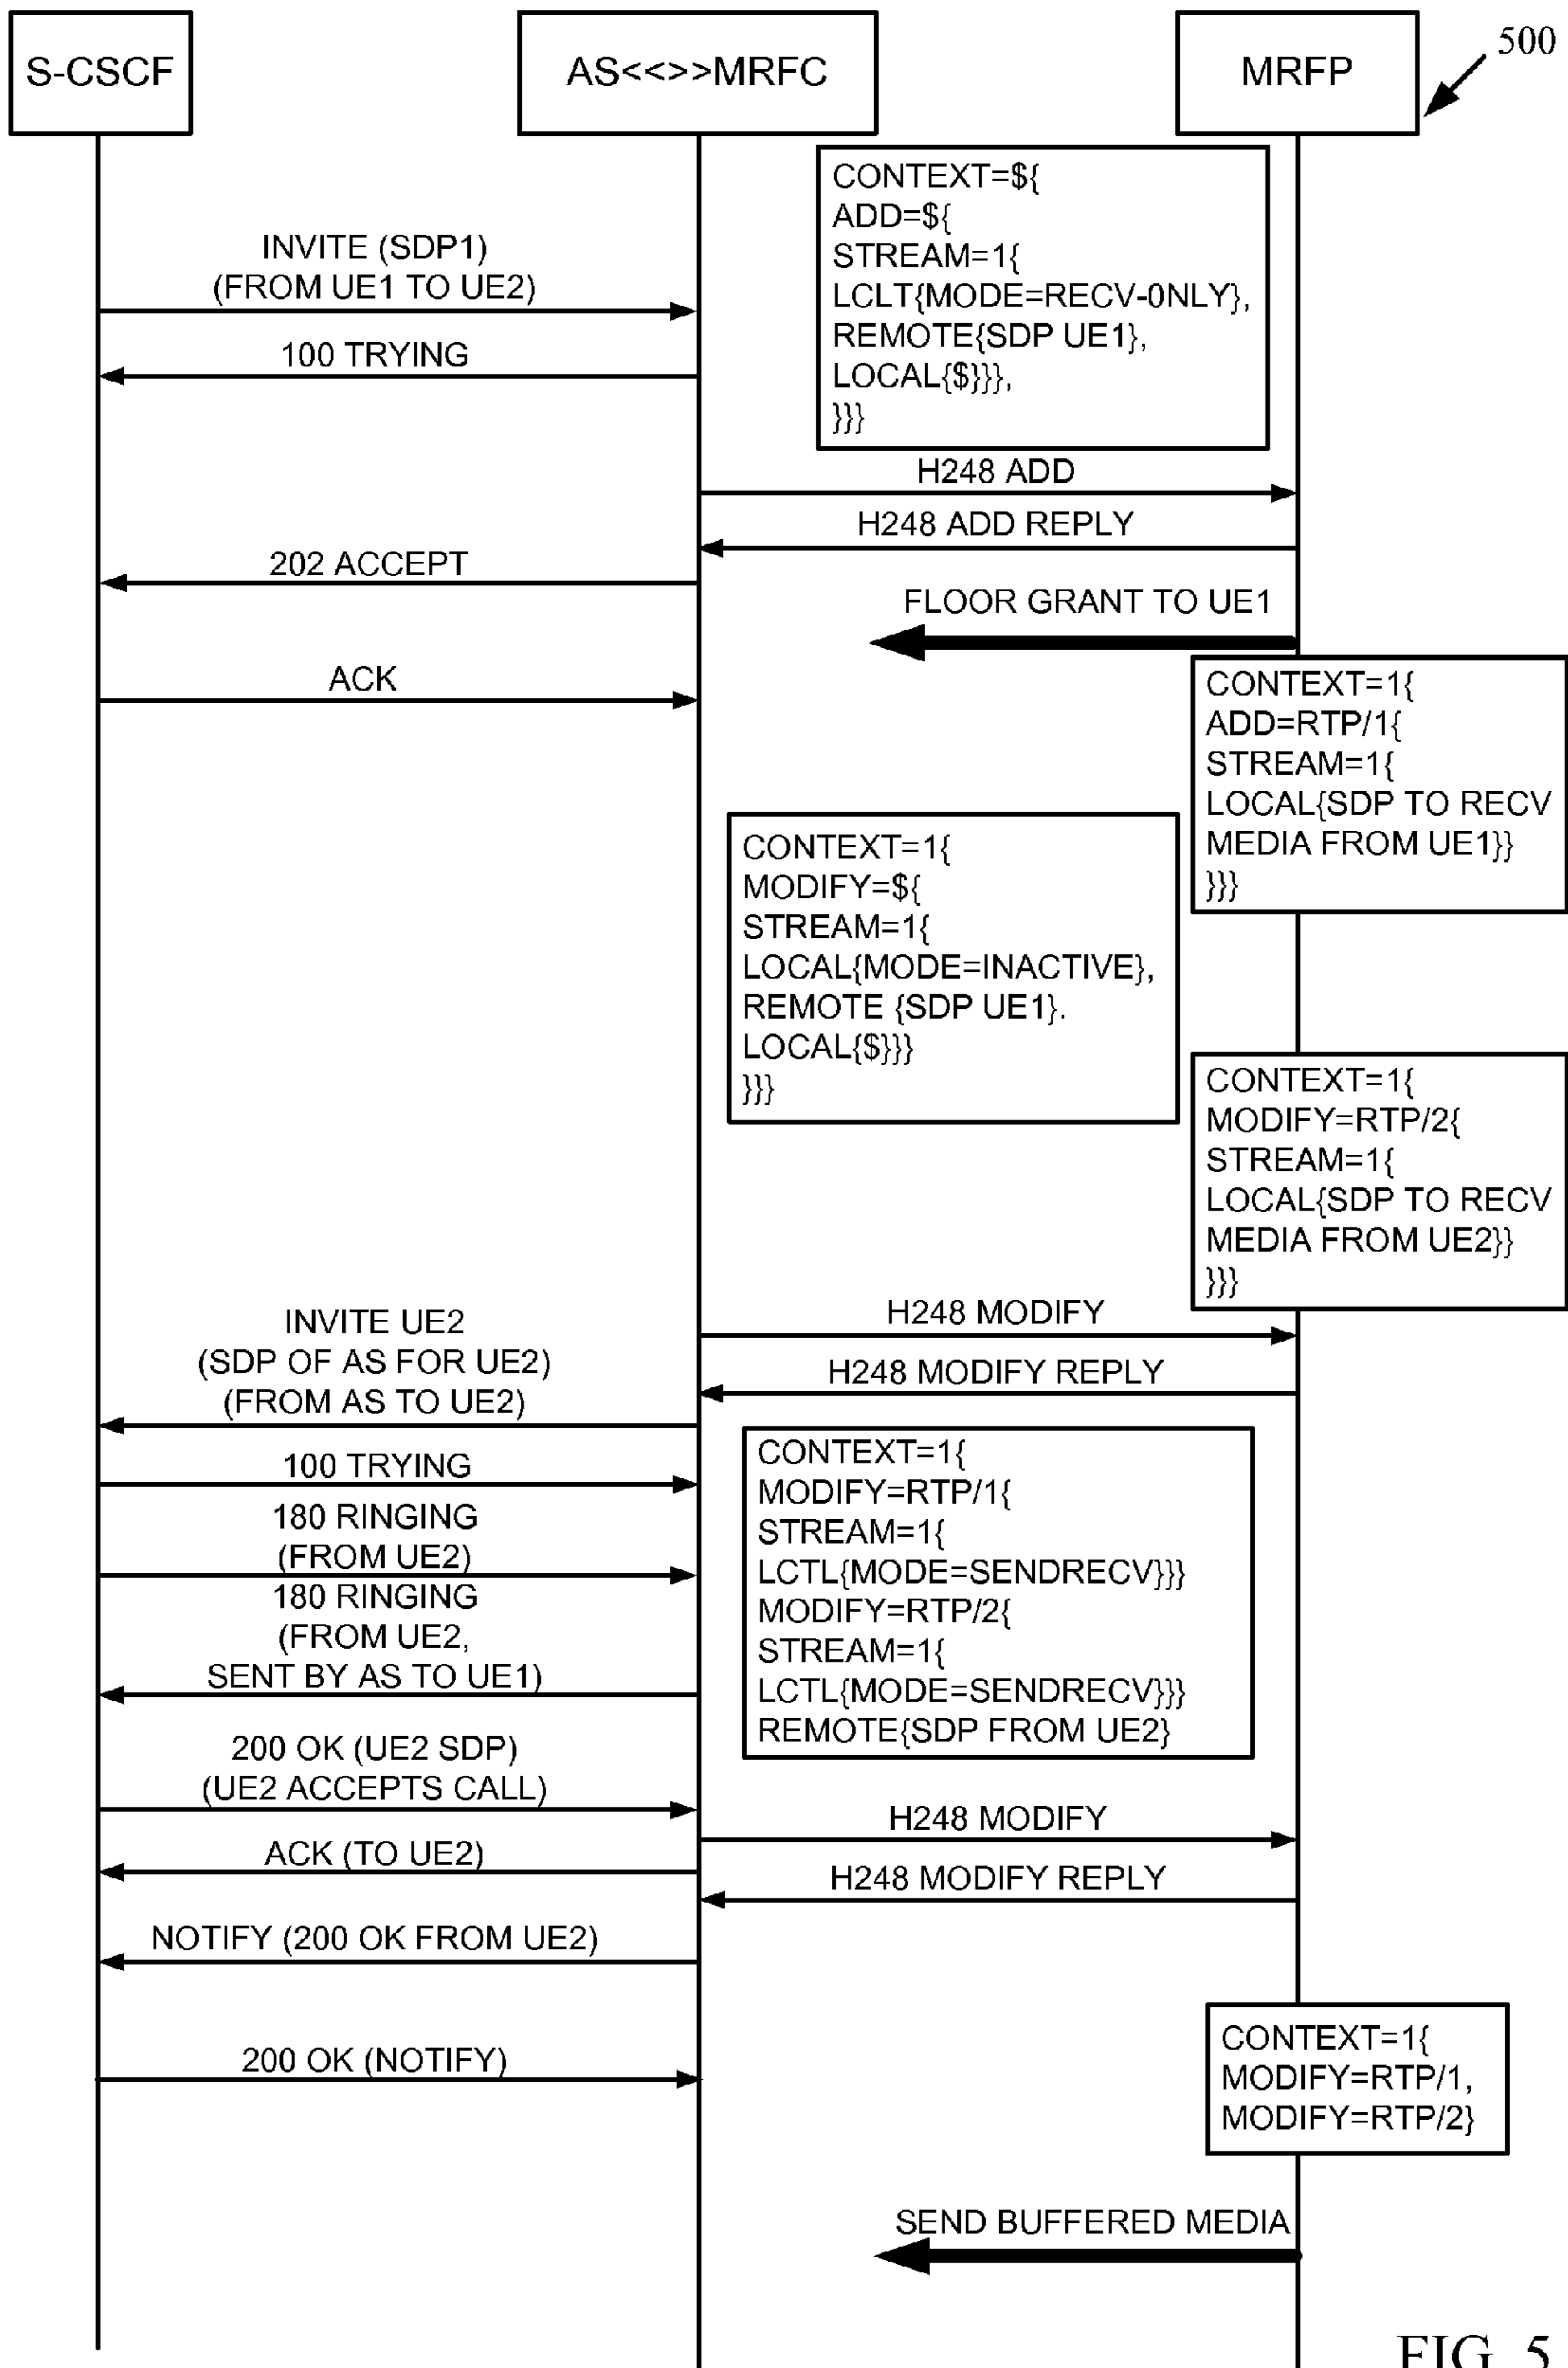 S-CSCF
AS<<>>MRFC
MRFP
500
CONTEXT=${
ADD=${
STREAM=1{
LCLT{MODE=RECV-0NLY},
REMOTE{SDP UE1},
LOCAL{$}}},
}}}
INVITE (SDP1)
(FROM UE1 TO UE2)
100 TRYING
H248 ADD
H248 ADD REPLY
202 ACCEPT
FLOOR GRANT TO UE1
ACK
CONTEXT=1{
ADD=RTP/1{
STREAM=1{
LOCAL{SDP TO RECV
MEDIA FROM UE1}}
}}}
CONTEXT=1{
MODIFY=${
STREAM=1{
LOCAL{MODE=INACTIVE},
REMOTE {SDP UE1}.
LOCAL{$}}}
}}}
CONTEXT=1{
MODIFY=RTP/2{
STREAM=1{
LOCAL{SDP TO RECV
MEDIA FROM UE2}}
}}}
H248 MODIFY
INVITE UE2
(SDP OF AS FOR UE2)
(FROM AS TO UE2)
H248 MODIFY REPLY
100 TRYING
180 RINGING
(FROM UE2)
180 RINGING
(FROM UE2,
SENT BY AS TO UE1)
CONTEXT=1{
MODIFY=RTP/1{
STREAM=1{
LCTL{MODE=SENDRECV}}}
MODIFY=RTP/2{
STREAM=1{
LCTL{MODE=SENDRECV}}}
REMOTE{SDP FROM UE2}
200 OK (UE2 SDP)
(UE2 ACCEPTS CALL)
H248 MODIFY
ACK (TO UE2)
H248 MODIFY REPLY
NOTIFY (200 OK FROM UE2)
200 OK (NOTIFY)
CONTEXT=1{
MODIFY=RTP/1,
MODIFY=RTP/2}
SEND BUFFERED MEDIA
FIG. 5